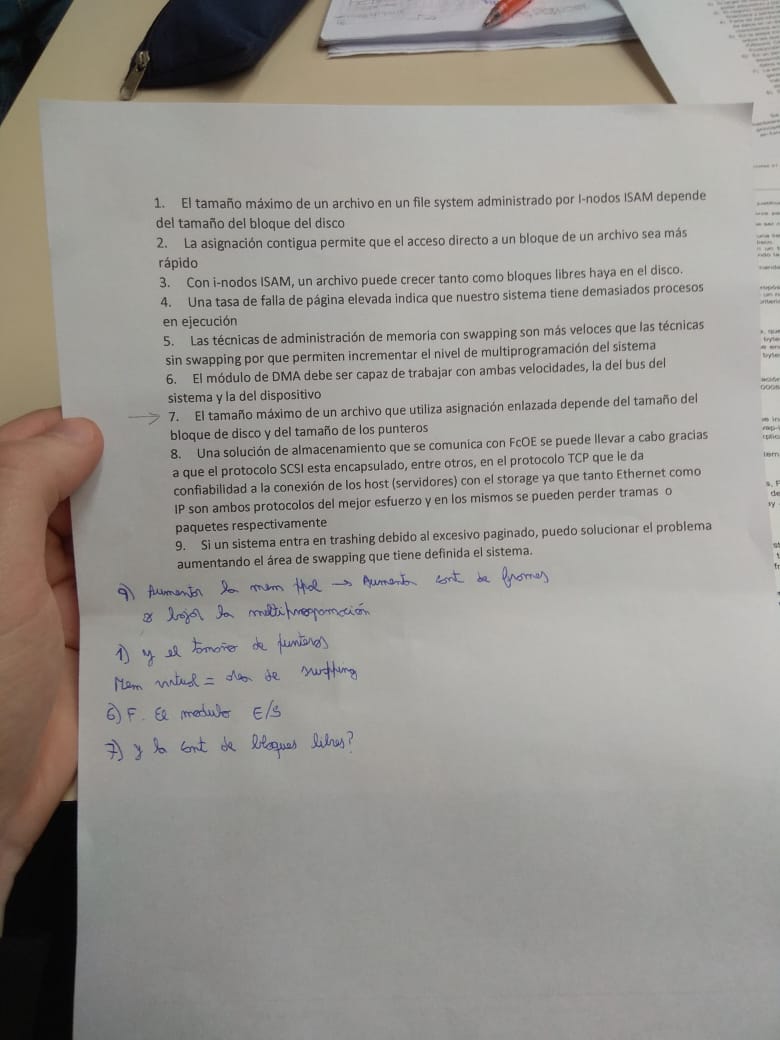 1. El tamaño máximo de un archivo en un file system administrado por I-nodos ISAM depende
del tamaño del bloque del disco
2. La asignación contigua permite que el acceso directo a un bloque de un archivo sea más
rápido
3. Con i-nodos ISAM, un archivo puede crecer tanto como bloques libres haya en el disco.
4. Una tasa de falla de página elevada indica que nuestro sistema tiene demasiados procesos
en ejecución
5. Las técnicas de administración de memoria con swapping son más veloces que las técnicas
sin swapping por que permiten incrementar el nivel de multiprogramación del sistema
6. El módulo de DMA debe ser capaz de trabajar con ambas velocidades, la del bus del
sistema y la del dispositivo
7. El tamaño máximo de un archivo que utiliza asignación enlazada depende del tamaño del
bloque de disco y del tamaño de los punteros
8. Una solución de almacenamiento que se comunica con FcOE se puede llevar a cabo gracias
a que el protocolo SCSI esta encapsulado, entre otros, en el protocolo TCP que le da
confiabilidad a la conexión de los host (servidores) con el storage ya que tanto Ethernet como
IP son ambos protocolos del mejor esfuerzo y en los mismos se pueden perder tramas o
paquetes respectivamente
9. Si un sistema entra en trashing debido al excesivo paginado, puedo solucionar el problema
aumentando el área de swapping que tiene definida el sistema.
9) Aumentar la mem ppal → Aumenta cant de frames
o bajar la multiprogramación
1) y el tamaño de punteros
Mem virtual = área de swapping
6) F. El modulo E/S
7) y la cant de bloques libres?